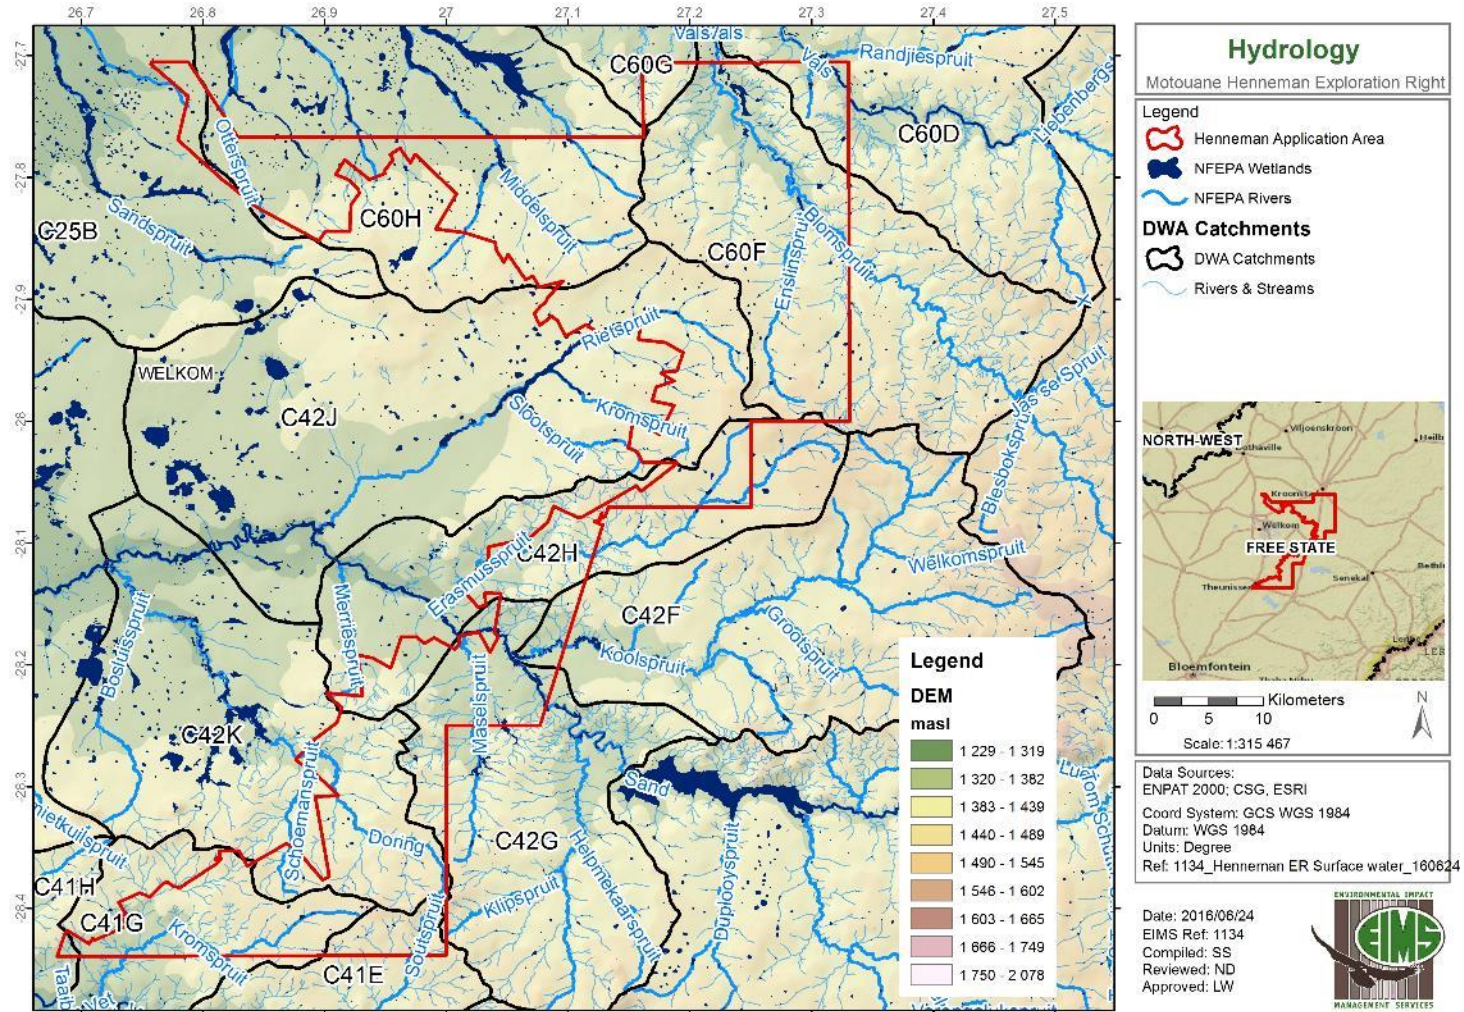 26.7 26.8 26.9 27 27.1 27.2 27.3 27.4 27.5
27.7
27.8
27.9
28
28.1
28.2
28.3
28.4
Vals
Vals
Randjiespruit
C60G
C60D
Otterspruit
Middelspruit
C60H
Sandspruit
C25B
C60F
Blomspruit
Enslinspruit
Rietspruit
WELKOM
C42J
Slootspruit
Kromspruit
Blesbokspruit
Jas se Spruit
C42H
Erasmusspruit
Welkomspruit
Merriespruit
Bosluisspruit
C42F
Grootspruit
Koolspruit
Maselspruit
C42K
Sand
Schoemanspruit
Doring
C42G
Helpmekaarspruit
Duplooyspruit
Klipspruit
C41H
C41G
Kromspruit
Soutspruit
C41E
Vet
Legend
DEM
masl
1 229 - 1 319
1 320 - 1 382
1 383 - 1 439
1 440 - 1 489
1 490 - 1 545
1 546 - 1 602
1 603 - 1 665
1 666 - 1 749
1 750 - 2 078
Hydrology
Motouane Henneman Exploration Right
Legend
Henneman Application Area
NFEPA Wetlands
NFEPA Rivers
DWA Catchments
DWA Catchments
Rivers & Streams
NORTH-WEST
Viljoenskroon
Welkom
FREE STATE
Senekal
Bloemfontein
Kilometers
0 5 10
N
Scale: 1:315 467
Data Sources:
ENPAT 2000; CSG, ESRI
Coord System: GCS WGS 1984
Datum: WGS 1984
Units: Degree
Ref: 1134_Henneman ER Surface water_160624
Date: 2016/06/24
EIMS Ref: 1134
Compiled: SS
Reviewed: ND
Approved: LW
ENVIRONMENTAL IMPACT
EIMS
MANAGEMENT SERVICES